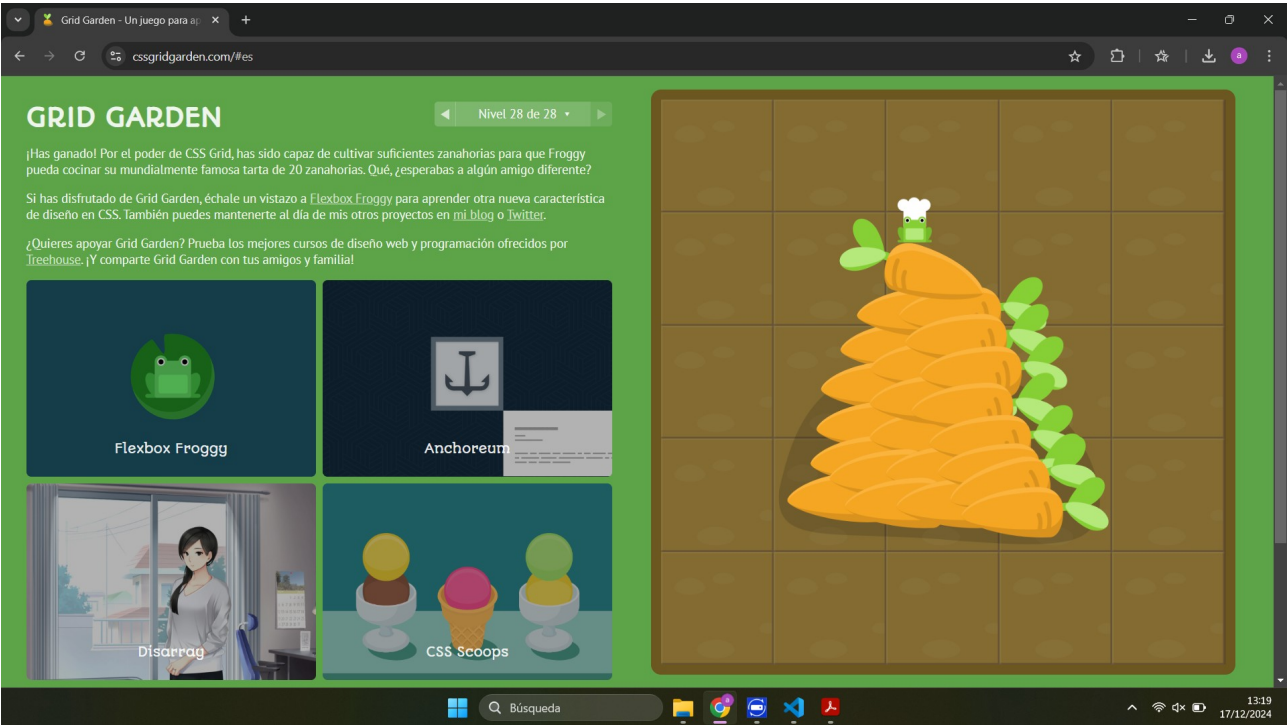 Grid Garden - Un juego para ap
cssgridgarden.com/#es
a
GRID GARDEN
Nivel 28 de 28
¡Has ganado! Por el poder de CSS Grid, has sido capaz de cultivar suficientes zanahorias para que Froggy
pueda cocinar su mundialmente famosa tarta de 20 zanahorias. Qué, ¿esperabas a algún amigo diferente?
Si has disfrutado de Grid Garden, échale un vistazo a Flexbox Froggy para aprender otra nueva característica
de diseño en CSS. También puedes mantenerte al día de mis otros proyectos en mi blog o Twitter.
¿Quieres apoyar Grid Garden? Prueba los mejores cursos de diseño web y programación ofrecidos por
Treehouse. ¡Y comparte Grid Garden con tus amigos y familia!
Flexbox Froggy
Anchoreum
Disarray
CSS Scoops
Búsqueda
a
13:19
17/12/2024